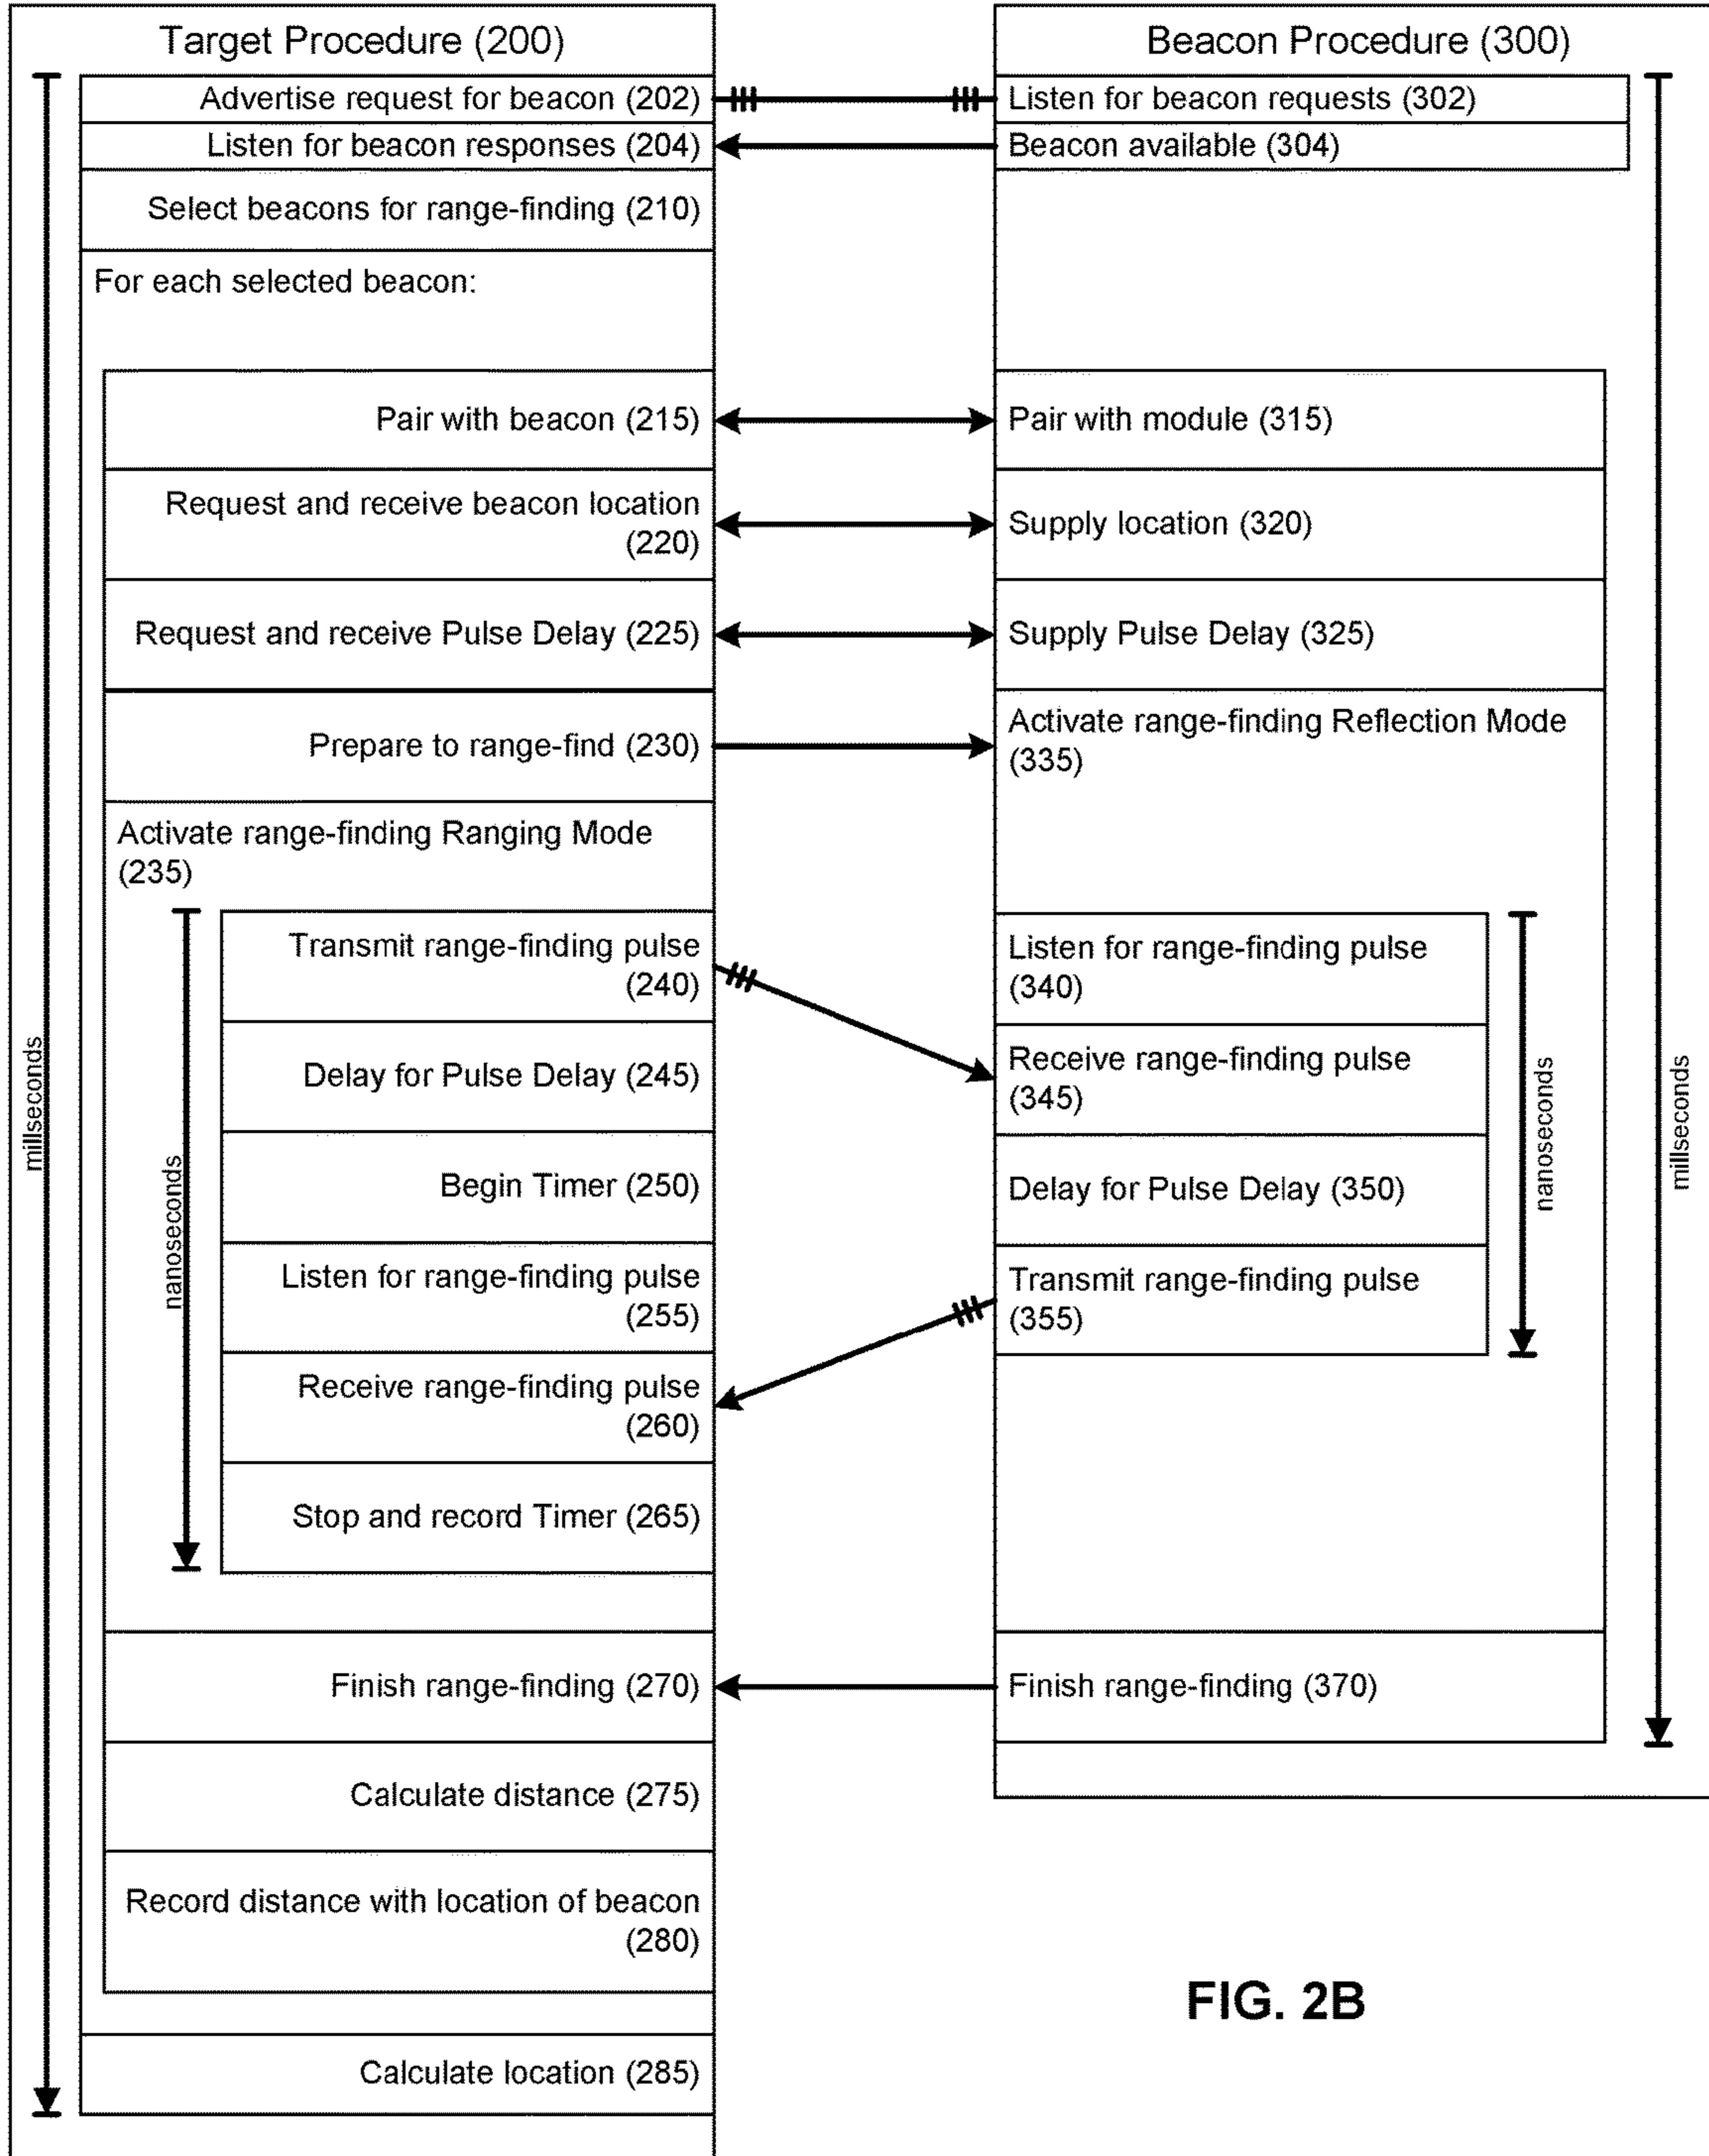 Target Procedure (200)
Advertise request for beacon (202)
Listen for beacon responses (204)
Select beacons for range-finding (210)
For each selected beacon:
Pair with beacon (215)
Request and receive beacon location
(220)
Request and receive Pulse Delay (225)
Prepare to range-find (230)
Activate range-finding Ranging Mode
(235)
Transmit range-finding pulse
(240)
Delay for Pulse Delay (245)
Begin Timer (250)
Listen for range-finding pulse
(255)
Receive range-finding pulse
(260)
Stop and record Timer (265)
Finish range-finding (270)
Calculate distance (275)
Record distance with location of beacon
(280)
Calculate location (285)
millseconds
nanoseconds
Beacon Procedure (300)
Listen for beacon requests (302)
Beacon available (304)
Pair with module (315)
Supply location (320)
Supply Pulse Delay (325)
Activate range-finding Reflection Mode
(335)
Listen for range-finding pulse
(340)
Receive range-finding pulse
(345)
Delay for Pulse Delay (350)
Transmit range-finding pulse
(355)
Finish range-finding (370)
nanoseconds
millseconds
FIG. 2B